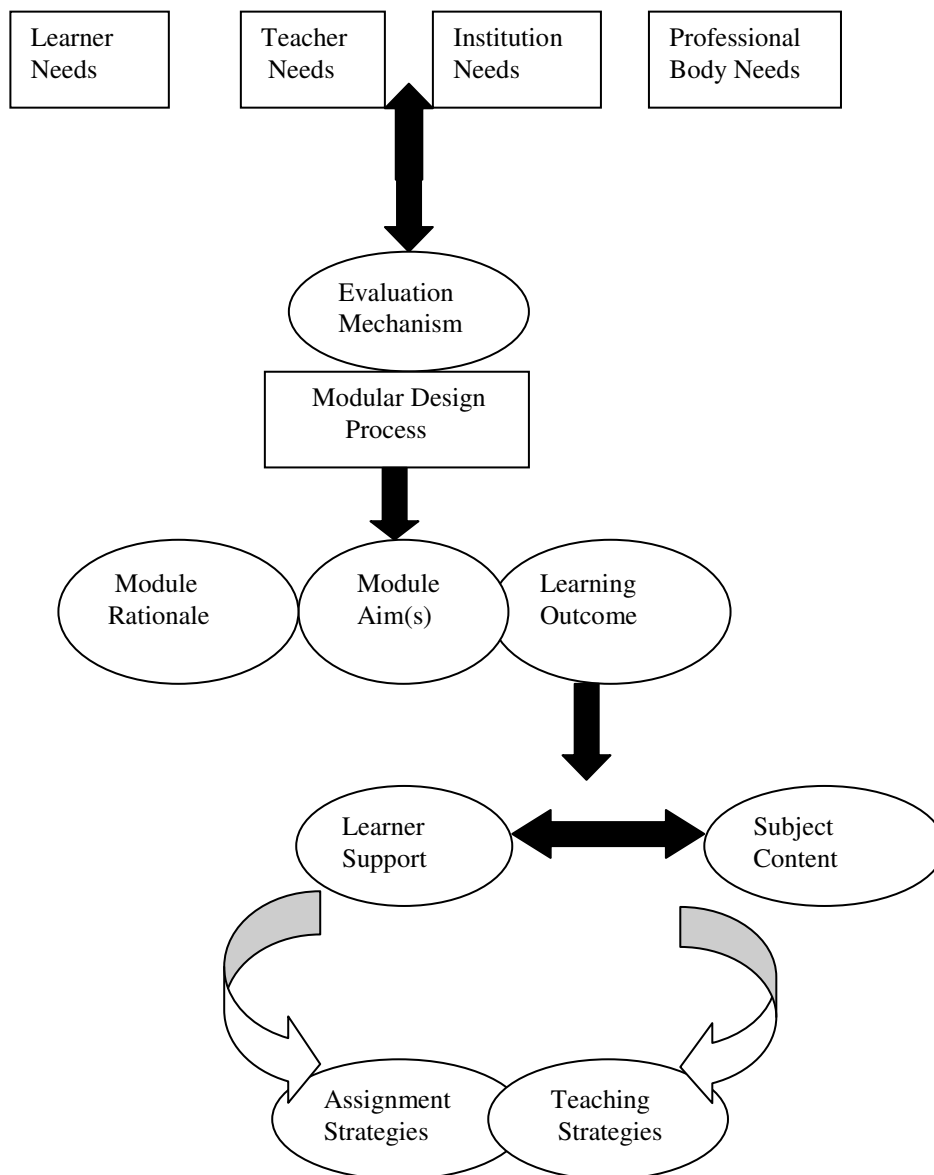 Learner
Needs
Teacher
Needs
Institution
Needs
Professional
Body Needs
Evaluation
Mechanism
Modular Design
Process
Module
Rationale
Module
Aim(s)
Learning
Outcome
Learner
Support
Subject
Content
Assignment
Strategies
Teaching
Strategies